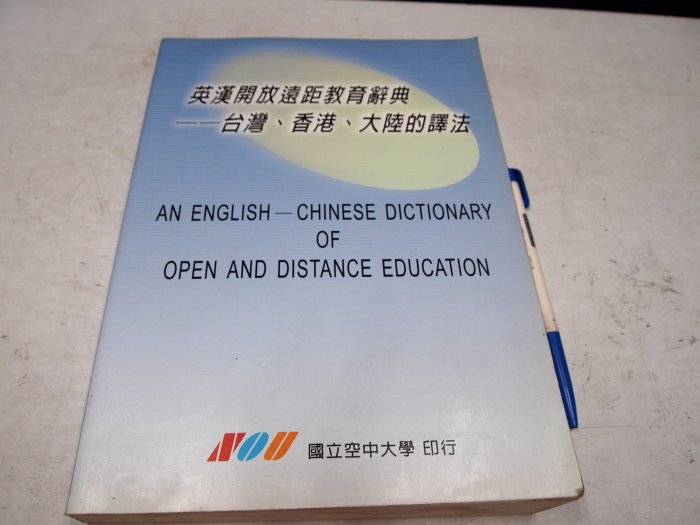 英漢開放遠距教育辭典
——台灣、香港、大陸的譯法
AN ENGLISH — CHINESE DICTIONARY
OF
OPEN AND DISTANCE EDUCATION
NOU 國立空中大學 印行